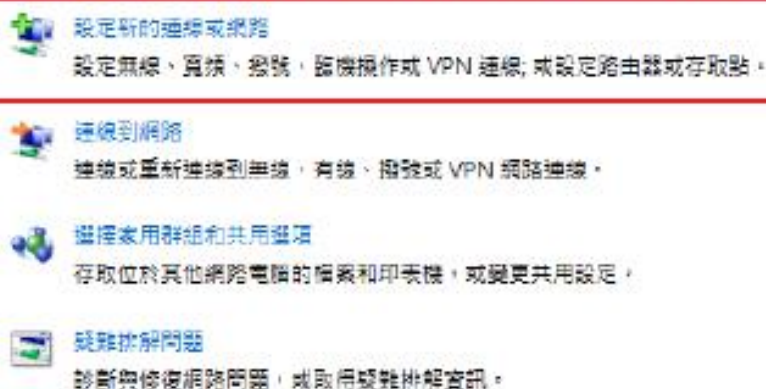 設定新的連線或網路
設定無線、寬頻、撥號、臨機操作或 VPN 連線; 或設定路由器或存取點。
連線到網路
連線或重新連線到無線、有線、撥號或 VPN 網路連線。
選擇家用群組和共用選項
存取位於其他網路電腦的檔案和印表機，或變更共用設定。
疑難排解問題
診斷與修復網路問題，或取得疑難排解資訊。